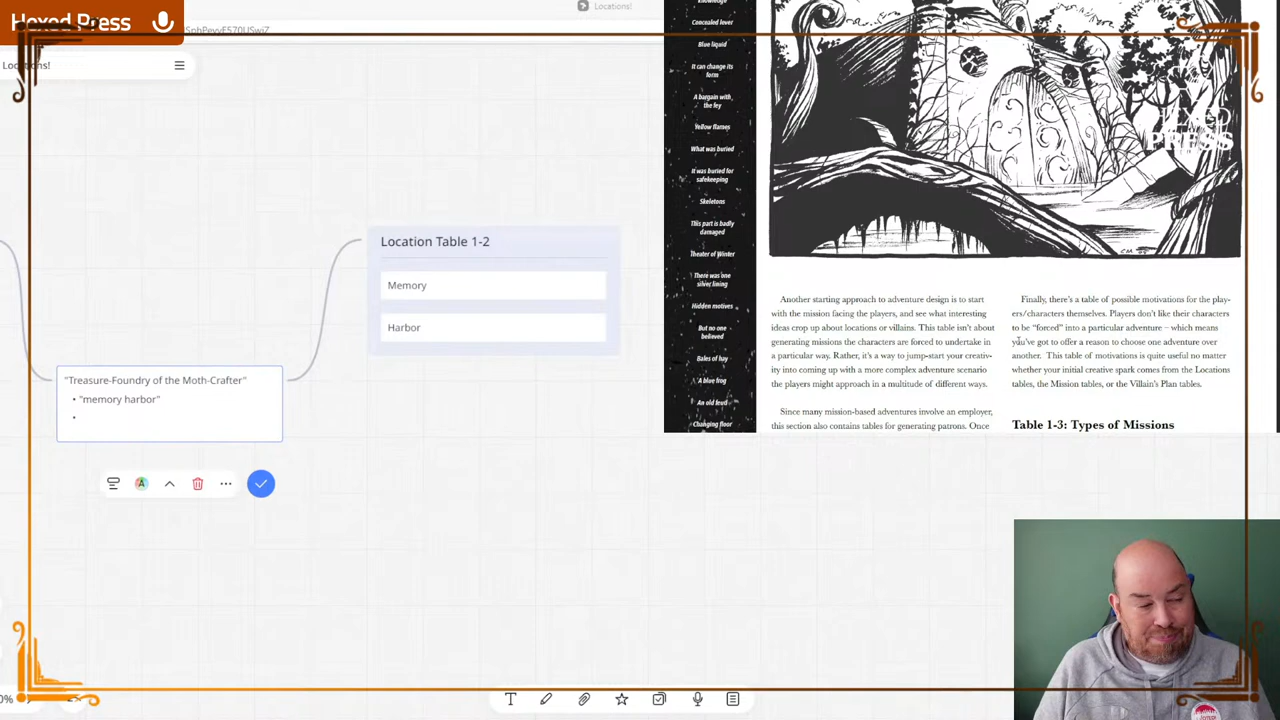 Hexed Press
Locations!
SnhPeyyE570USwiZ
Locations!
Location Table 1-2
Memory
Harbor
"Treasure-Foundry of the Moth-Crafter"
• "memory harbor"
•
A
knowledge
Concealed lever
Blue liquid
It can change its
form
A bargain with
the fey
Yellow flames
What was buried
It was buried for
safekeeping
Skeletons
This part is badly
damaged
Theater of Winter
There was one
silver lining
Hidden motives
But no one
believed
Bales of hay
A blue frog
An old feud
Changing floor
HEXED
PRESS
Another starting approach to adventure design is to start
with the mission facing the players, and see what interesting
ideas crop up about locations or villains. This table isn't about
generating missions the characters are forced to undertake in
a particular way. Rather, it's a way to jump-start your creativ-
ity into coming up with a more complex adventure scenario
the players might approach in a multitude of different ways.
Since many mission-based adventures involve an employer,
this section also contains tables for generating patrons. Once
Finally, there's a table of possible motivations for the play-
ers/characters themselves. Players don't like their characters
to be "forced" into a particular adventure – which means
you've got to offer a reason to choose one adventure over
another. This table of motivations is quite useful no matter
whether your initial creative spark comes from the Locations
tables, the Mission tables, or the Villain's Plan tables.
Table 1-3: Types of Missions
0%
T